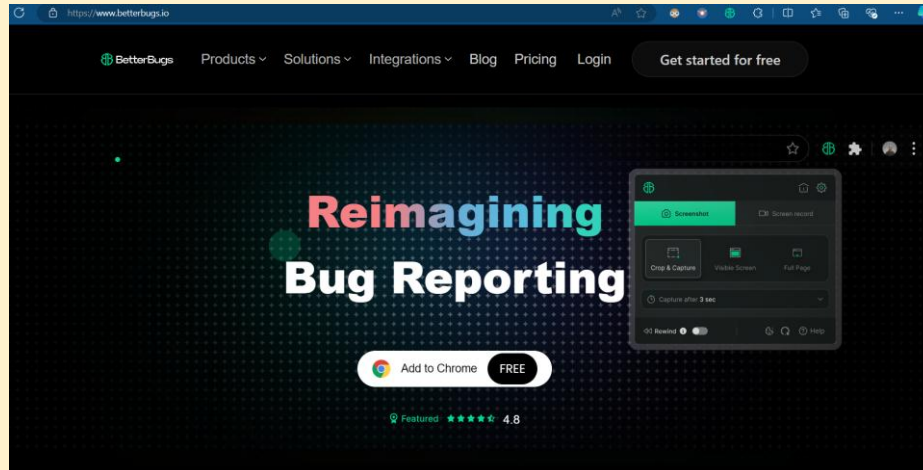 https://www.betterbugs.io
BetterBugs Products Solutions Integrations Blog Pricing Login Get started for free
Reimagining
Bug Reporting
Screenshot Screen record
Crop & Capture Visible Screen Full Page
Capture after 3 sec
Rewind Help
Add to Chrome FREE
Featured 4.8